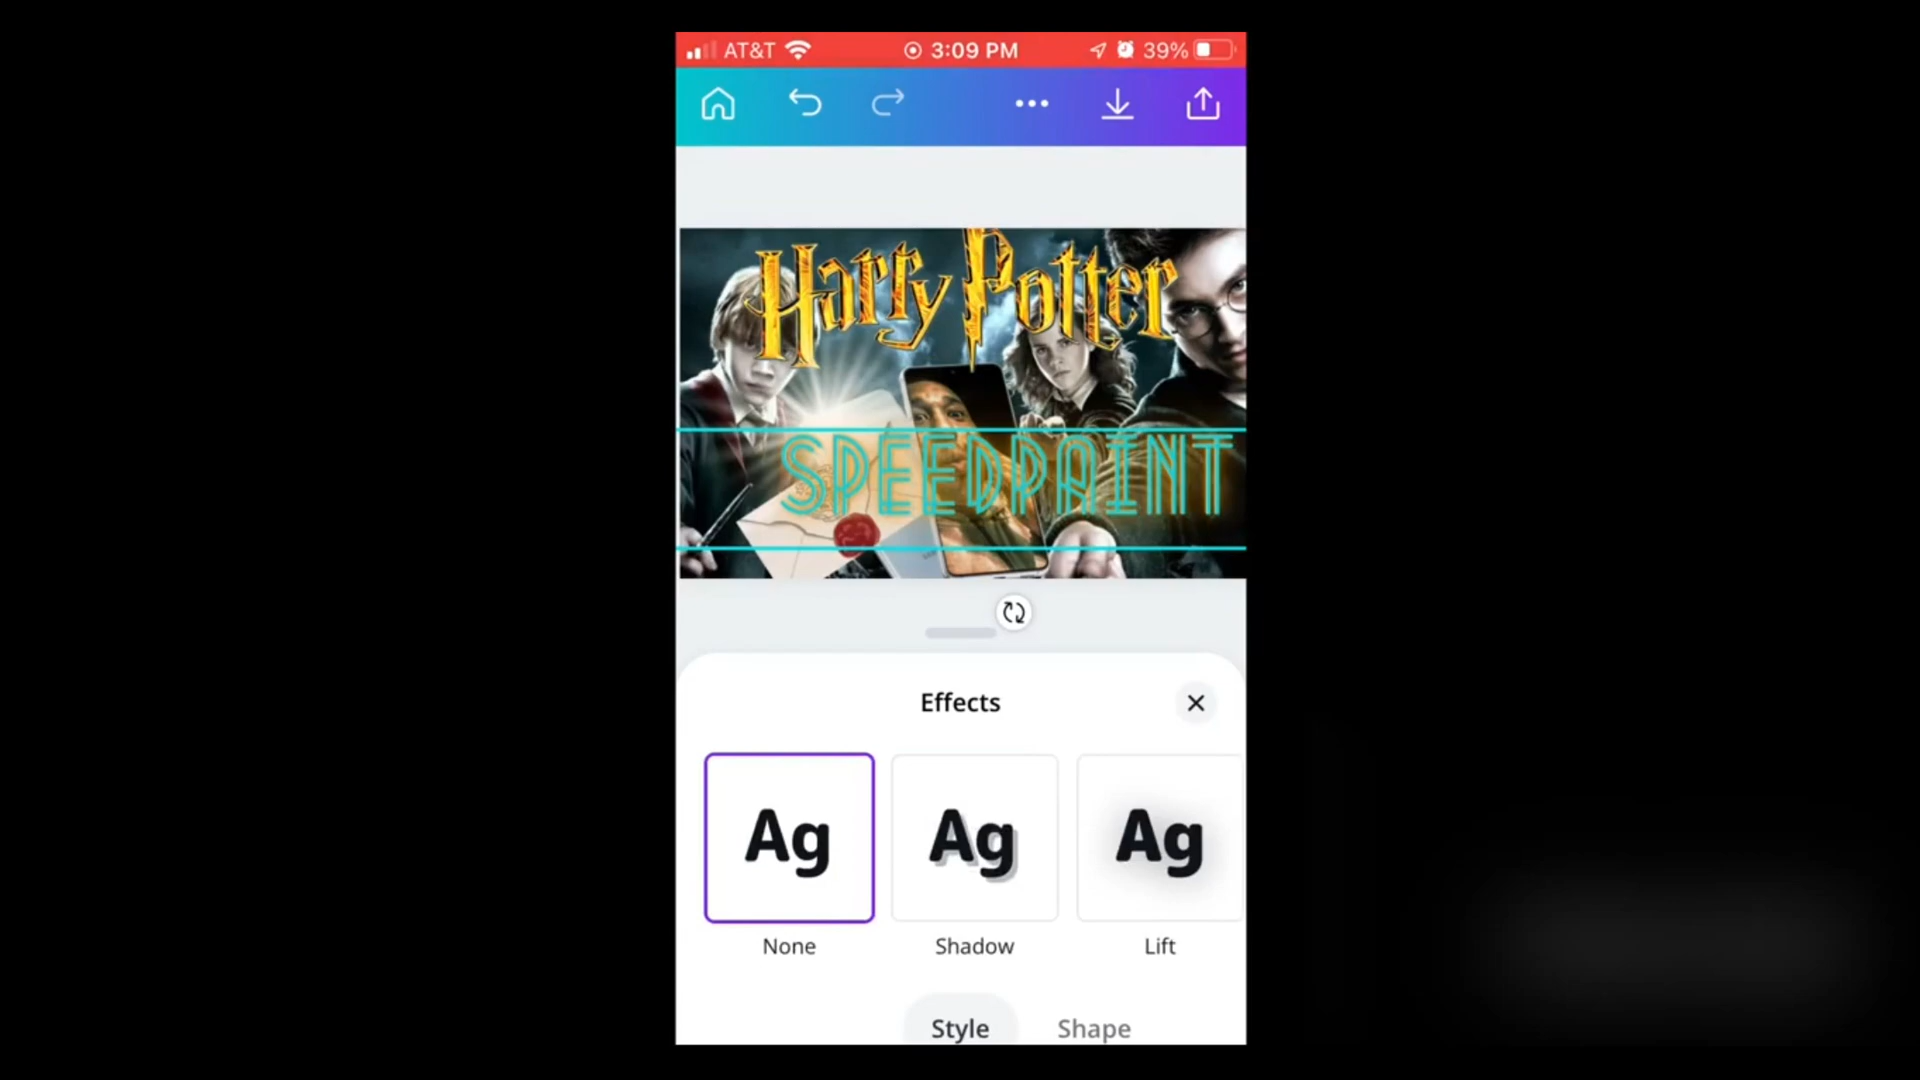 AT&T 3:09 PM 39%
Harry Potter
SPEEDPAINT
Effects
Ag Ag Ag
None Shadow Lift
Style Shape